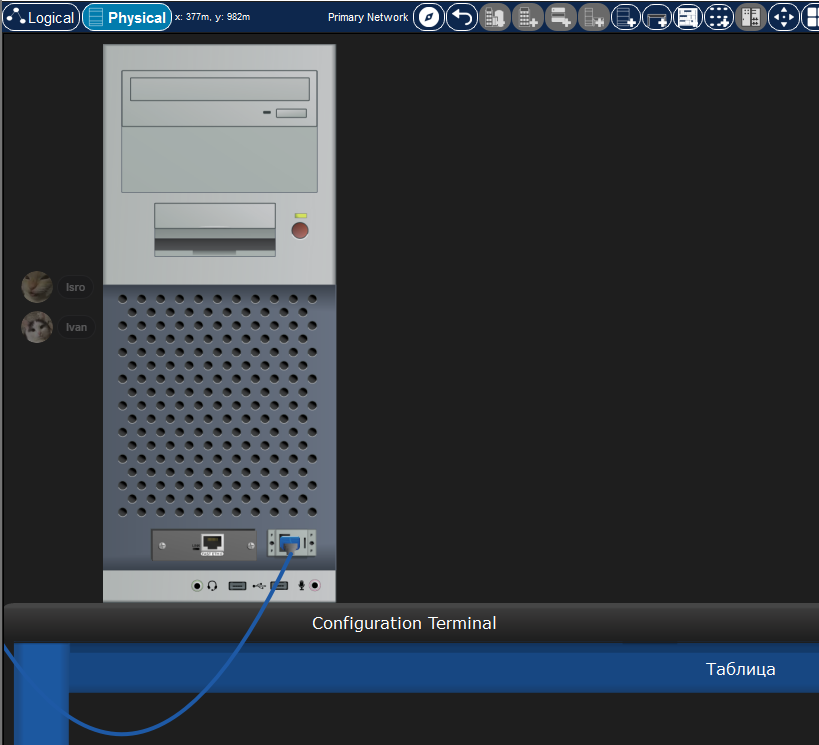 Logical
Physical
x: 377m, y: 982m
Primary Network
Isro
Ivan
Configuration Terminal
Таблица